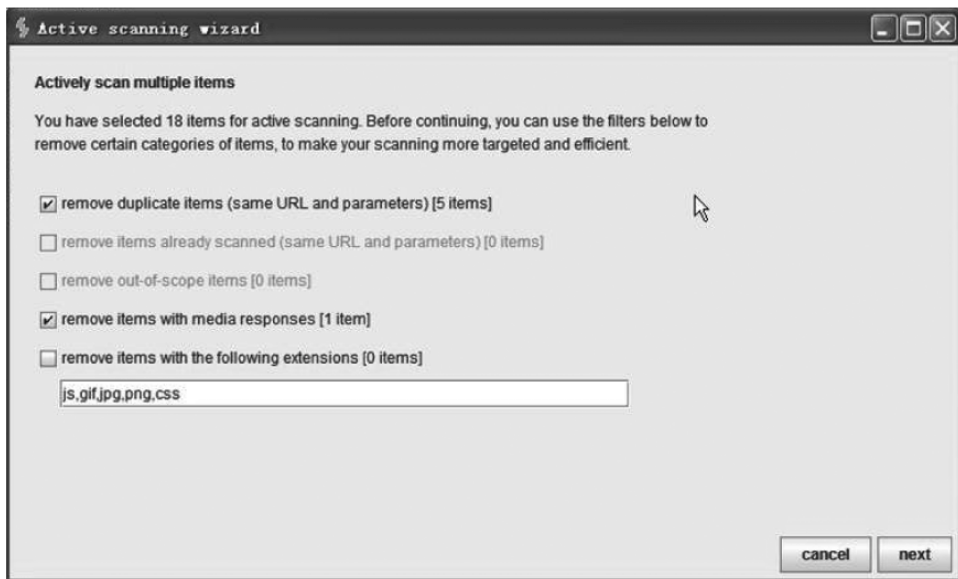 Active scanning wizard
Actively scan multiple items
You have selected 18 items for active scanning. Before continuing, you can use the filters below to
remove certain categories of items, to make your scanning more targeted and efficient.
remove duplicate items (same URL and parameters) [5 items]
remove items already scanned (same URL and parameters) [0 items]
remove out-of-scope items [0 items]
remove items with media responses [1 item]
remove items with the following extensions [0 items]
js,gif,jpg,png,css
cancel next